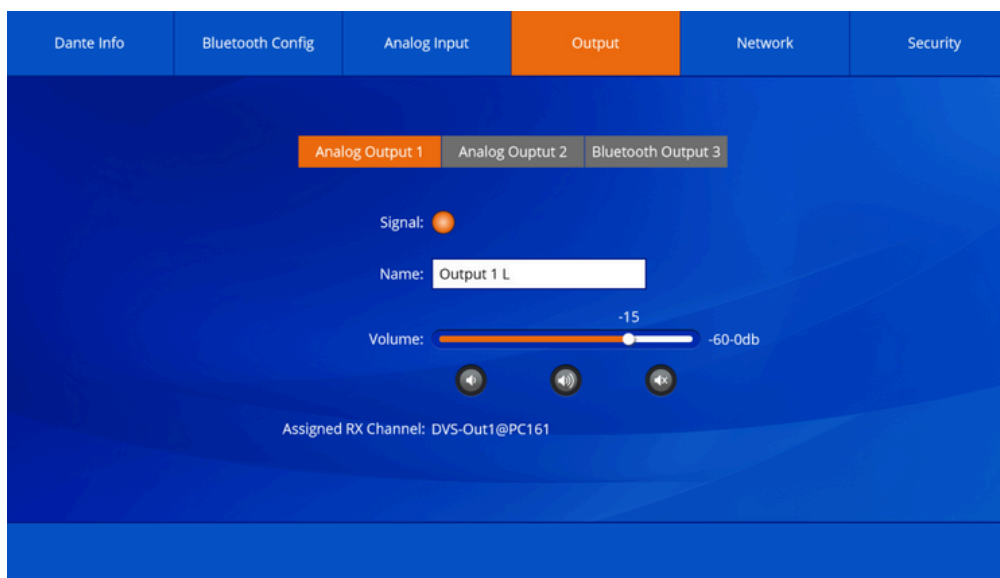 Dante Info Bluetooth Config Analog Input Output Network Security
Analog Output 1 Analog Ouptut 2 Bluetooth Output 3
Signal:
Name: Output 1 L
-15
Volume: -60-0db
Assigned RX Channel: DVS-Out1@PC161